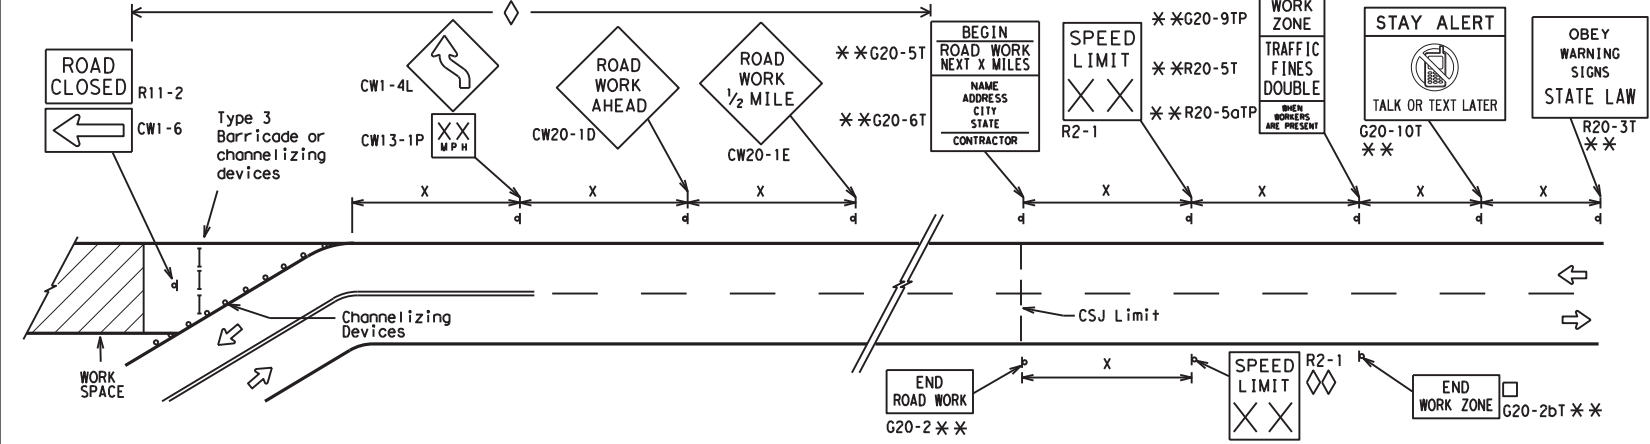 ROAD
CLOSED
R11-2
CW1-6
Type 3
Barricade or
channelizing
devices
CW1-4L
XX
MPH
CW13-1P
ROAD
WORK
AHEAD
CW20-1D
ROAD
WORK
1/2 MILE
CW20-1E
**G20-5T
**G20-6T
BEGIN
ROAD WORK
NEXT X MILES
NAME
ADDRESS
CITY
STATE
CONTRACTOR
SPEED
LIMIT
XX
R2-1
**G20-9TP
**R20-5T
**R20-5aTP
WORK
ZONE
TRAFFIC
FINES
DOUBLE
WHEN
WORKERS
ARE PRESENT
STAY ALERT
TALK OR TEXT LATER
G20-10T
**
OBEY
WARNING
SIGNS
STATE LAW
R20-3T
**
X X X X X X X
Channelizing
Devices
CSJ Limit
WORK
SPACE
X
END
ROAD WORK
G20-2 **
SPEED
LIMIT
XX
R2-1
END
WORK ZONE
G20-2bT **